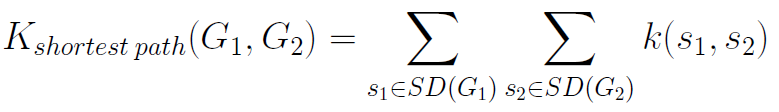 K_{shortest path}(G_1, G_2) = \sum_{s_1 \in SD(G_1)} \sum_{s_2 \in SD(G_2)} k(s_1, s_2)